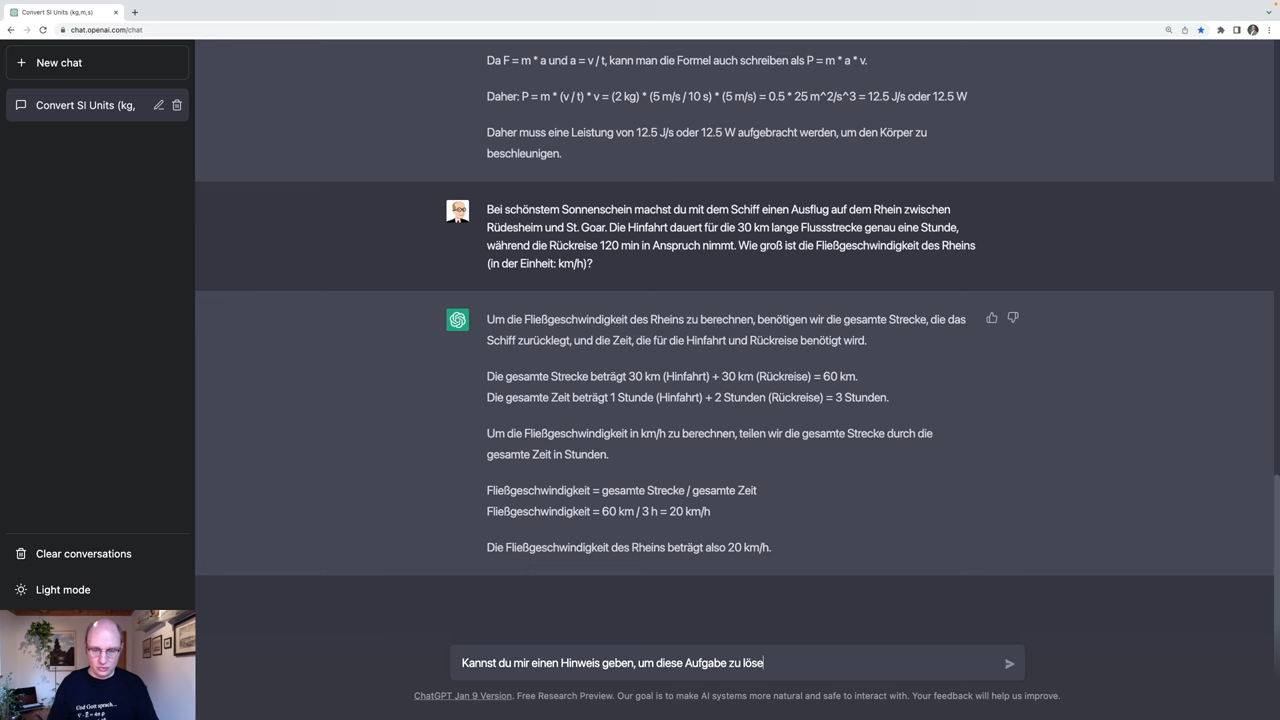 Convert SI Units (kg,m,s)
chat.openai.com/chat
New chat
Convert SI Units (kg,
Da F = m * a und a = v / t, kann man die Formel auch schreiben als P = m * a * v.
Daher: P = m * (v / t) * v = (2 kg) * (5 m/s / 10 s) * (5 m/s) = 0.5 * 25 m^2/s^3 = 12.5 J/s oder 12.5 W
Daher muss eine Leistung von 12.5 J/s oder 12.5 W aufgebracht werden, um den Körper zu
beschleunigen.
Bei schönstem Sonnenschein machst du mit dem Schiff einen Ausflug auf dem Rhein zwischen
Rüdesheim und St. Goar. Die Hinfahrt dauert für die 30 km lange Flussstrecke genau eine Stunde,
während die Rückreise 120 min in Anspruch nimmt. Wie groß ist die Fließgeschwindigkeit des Rheins
(in der Einheit: km/h)?
Um die Fließgeschwindigkeit des Rheins zu berechnen, benötigen wir die gesamte Strecke, die das
Schiff zurücklegt, und die Zeit, die für die Hinfahrt und Rückreise benötigt wird.
Die gesamte Strecke beträgt 30 km (Hinfahrt) + 30 km (Rückreise) = 60 km.
Die gesamte Zeit beträgt 1 Stunde (Hinfahrt) + 2 Stunden (Rückreise) = 3 Stunden.
Um die Fließgeschwindigkeit in km/h zu berechnen, teilen wir die gesamte Strecke durch die
gesamte Zeit in Stunden.
Fließgeschwindigkeit = gesamte Strecke / gesamte Zeit
Fließgeschwindigkeit = 60 km / 3 h = 20 km/h
Die Fließgeschwindigkeit des Rheins beträgt also 20 km/h.
Clear conversations
Light mode
Kannst du mir einen Hinweis geben, um diese Aufgabe zu löse
ChatGPT Jan 9 Version. Free Research Preview. Our goal is to make AI systems more natural and safe to interact with. Your feedback will help us improve.
Und Gott sprach...